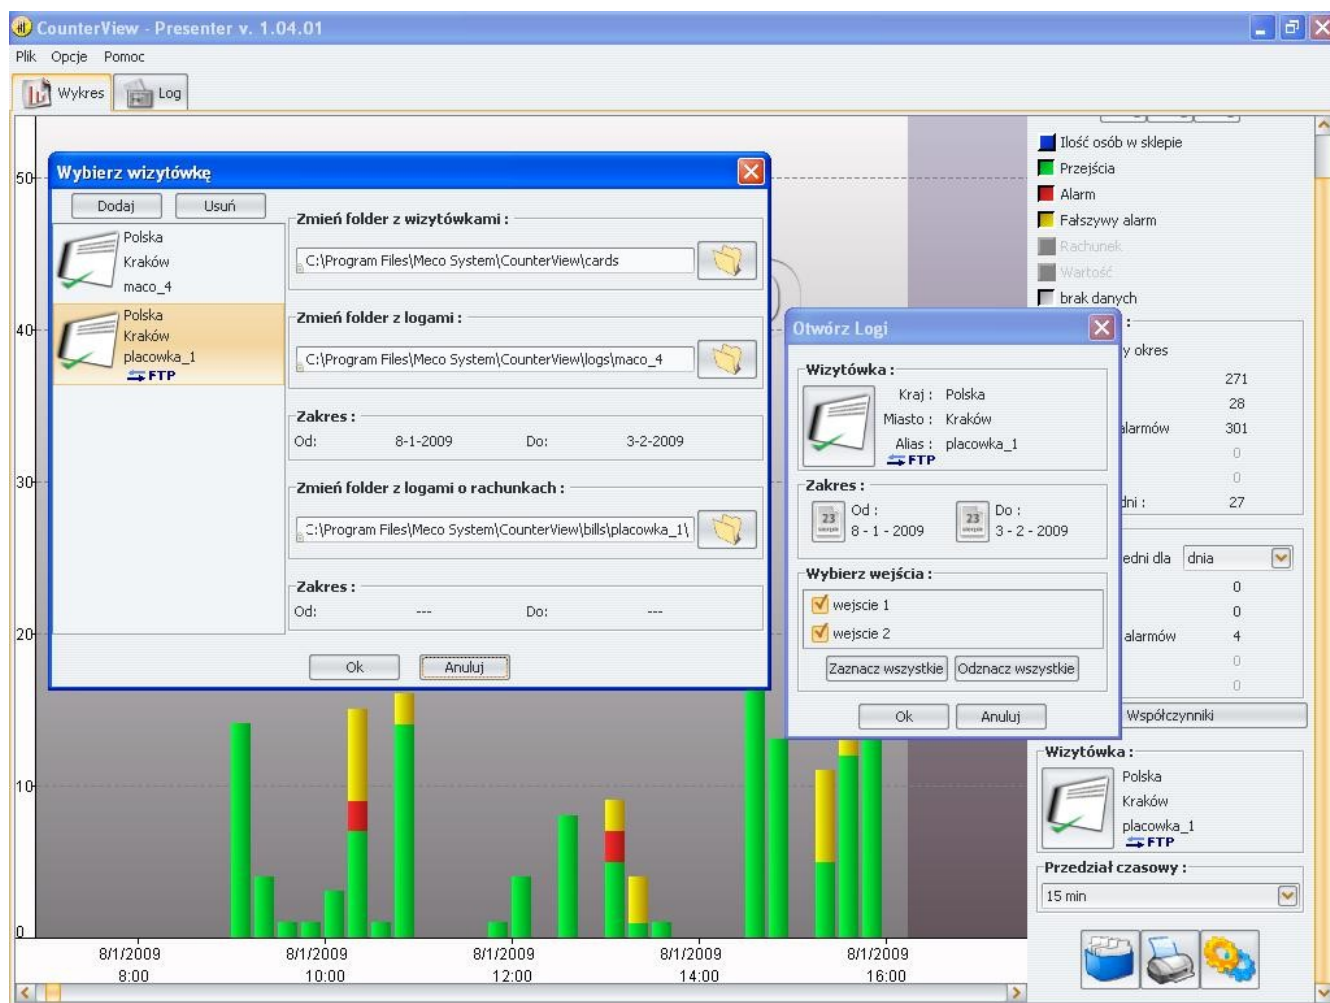 CounterView - Presenter v. 1.04.01
Plik Opcje Pomoc
Wykres Log
Wybierz wizytówkę
Dodaj Usuń
Polska
Kraków
maco_4
Polska
Kraków
placowka_1
FTP
Zmień folder z wizytówkami :
C:\Program Files\Meco System\CounterView\cards
Zmień folder z logami :
C:\Program Files\Meco System\CounterView\logs\maco_4
Zakres :
Od: 8-1-2009 Do: 3-2-2009
Zmień folder z logami o rachunkach :
C:\Program Files\Meco System\CounterView\bills\placowka_1\
Zakres :
Od: --- Do: ---
Ok Anuluj
Otwórz Logi
Wizytówka :
Kraj : Polska
Miasto : Kraków
Alias : placowka_1
FTP
Zakres :
23 Od :
8 - 1 - 2009
23 Do :
3 - 2 - 2009
Wybierz wejścia :
wejscie 1
wejscie 2
Zaznacz wszystkie Odznacz wszystkie
Ok Anuluj
Ilość osób w sklepie
Przejścia
Alarm
Fałszywy alarm
Rachunek
Wartość
brak danych
:
y okres
271
28
alarmów 301
0
0
dni : 27
edni dla dnia
0
0
alarmów 4
0
0
Współczynniki
Wizytówka :
Polska
Kraków
placowka_1
FTP
Przedział czasowy :
15 min
50
40
30
20
10
0
8/1/2009 8/1/2009 8/1/2009 8/1/2009 8/1/2009
8:00 10:00 12:00 14:00 16:00